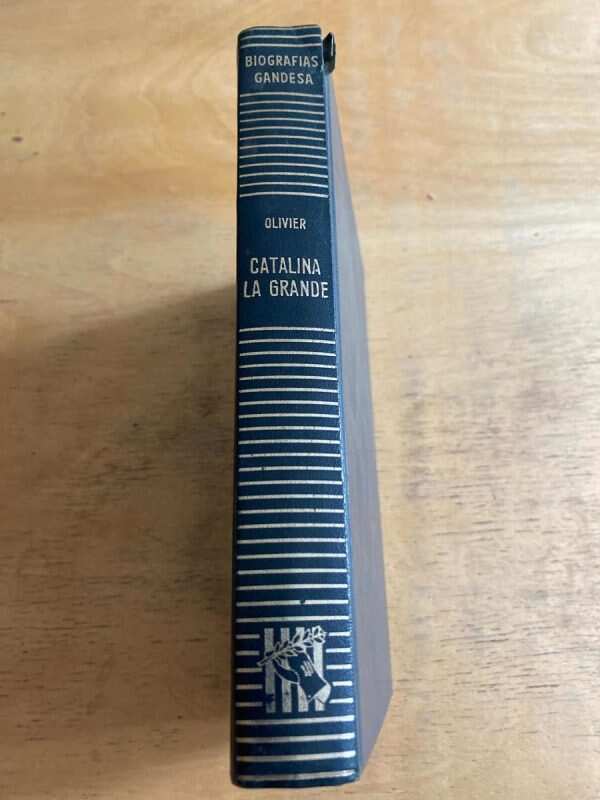 BIOGRAFIAS
GANDESA
OLIVIER
CATALINA
LA GRANDE